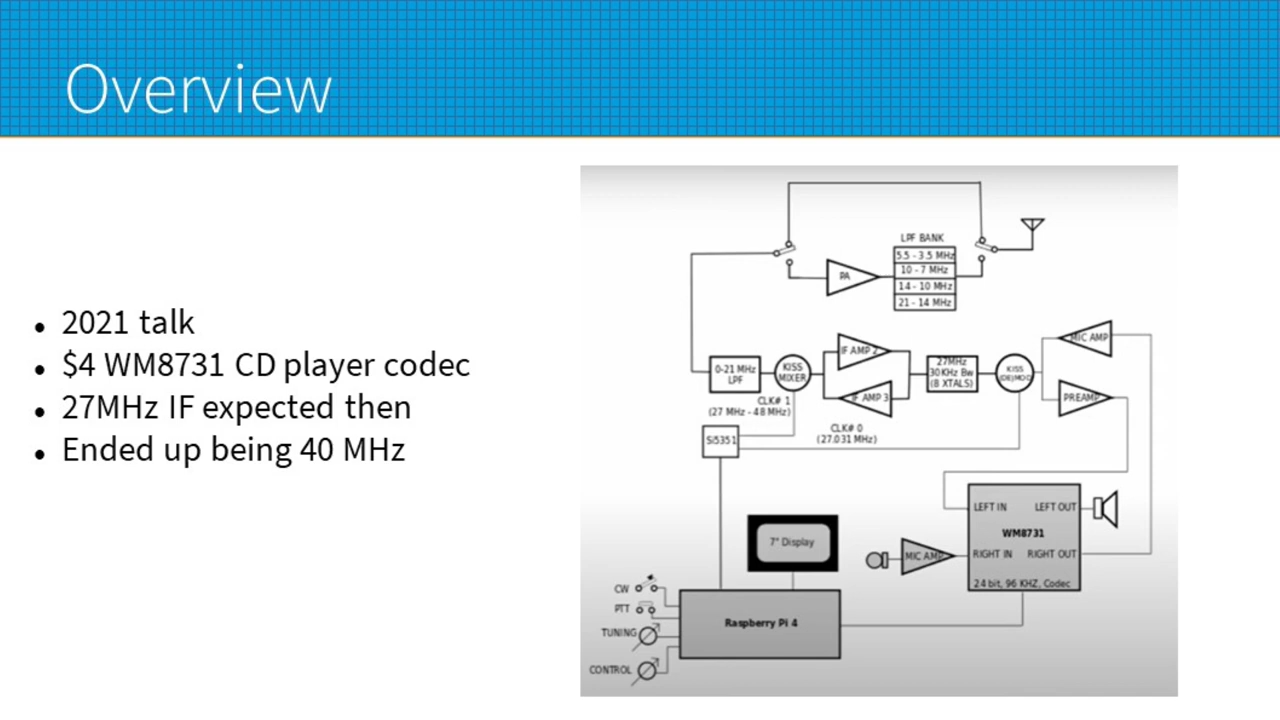 Overview
2021 talk
$4 WM8731 CD player codec
27MHz IF expected then
Ended up being 40 MHz
LPF BANK
5.5 - 3.5 MHz
10 - 7 MHz
14 - 10 MHz
21 - 14 MHz
PA
IF AMP 2
IF AMP 3
0-21 MHz
LPF
KISS
MIXER
27MHz
30KHz Bw
(8 XTALS)
KISS
(DE)MOD
MIC AMP
PREAMP
CLK# 1
(27 MHz - 48 MHz)
CLK# 0
(27.031 MHz)
Si5351
LEFT IN
LEFT OUT
WM8731
RIGHT IN
RIGHT OUT
24 bit, 96 KHZ, Codec
7" Display
MIC AMP
CW
PTT
TUNING
CONTROL
Raspberry Pi 4